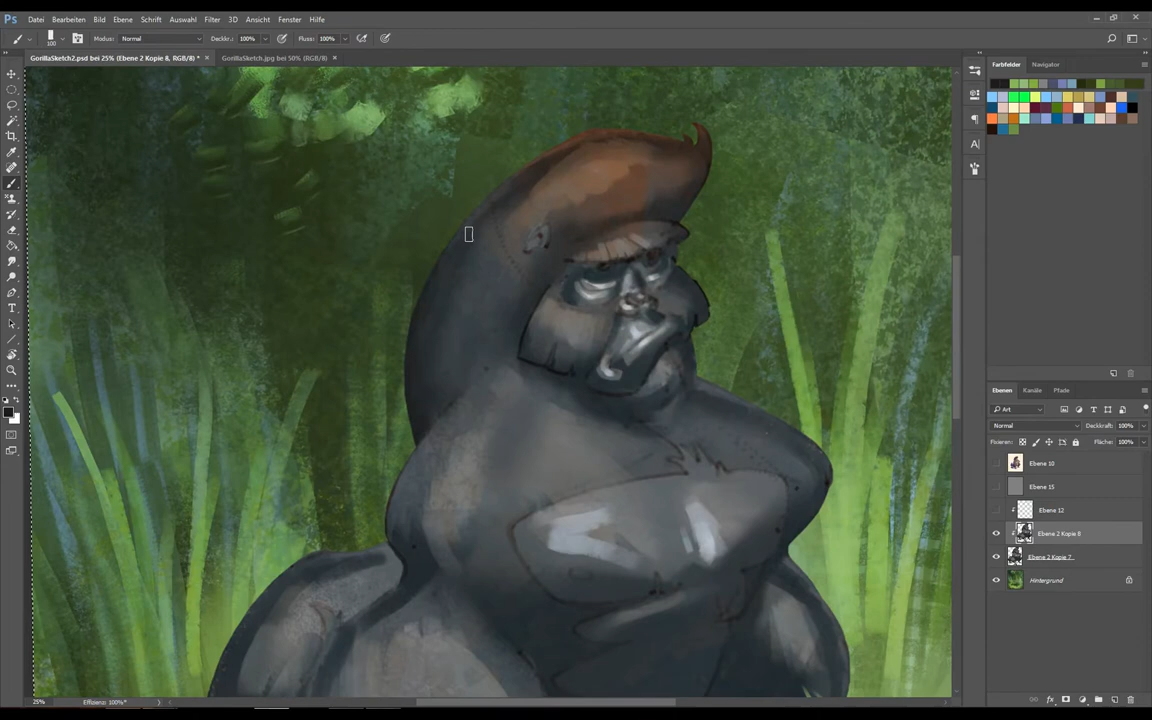 Ps Datei Bearbeiten Bild Ebene Schrift Auswahl Filter 3D Ansicht Fenster Hilfe
100 Modus: Normal Deckkr.: 100% Fluss: 100%
GorillaSketch2.psd bei 25% (Ebene 2 Kopie 8, RGB/8) * × GorillaSketch.jpg bei 50% (RGB/8) ×
Farbfelder Navigator
Ebenen Kanäle Pfade
Art
Normal Deckkraft: 100%
Fixieren: Fläche: 100%
Ebene 10
Ebene 15
Ebene 12
Ebene 2 Kopie 8
Ebene 2 Kopie 7
Hintergrund
25% Effizienz: 100%*